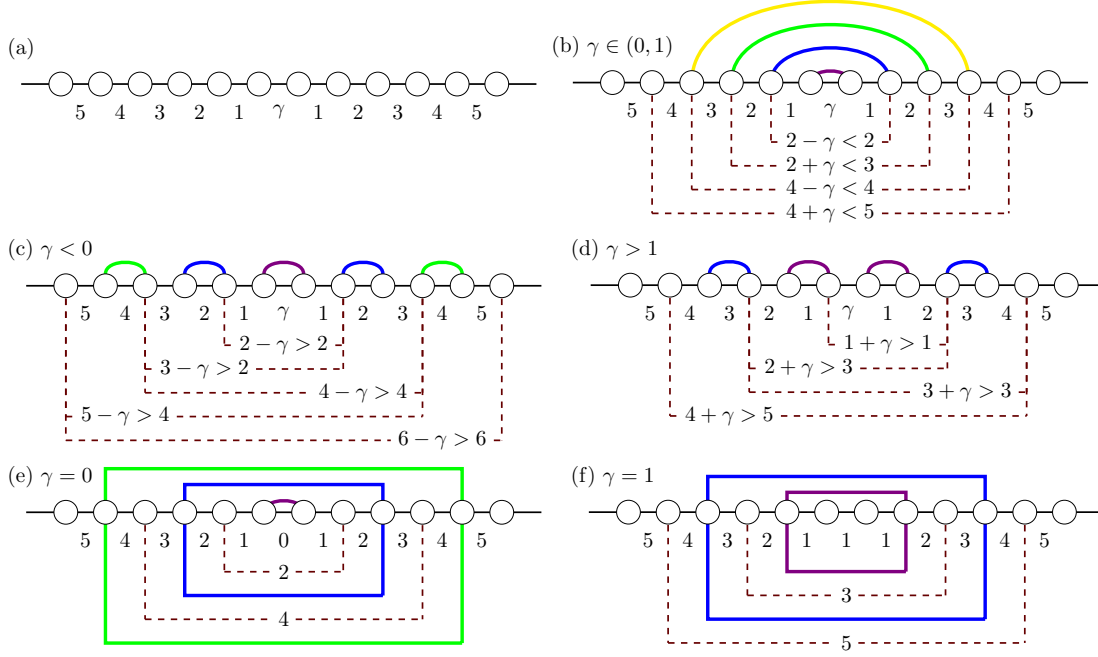 (a)
5 4 3 2 1 γ 1 2 3 4 5
(b) γ ∈ (0, 1)
5 4 3 2 1 γ 1 2 3 4 5
2 − γ < 2
2 + γ < 3
4 − γ < 4
4 + γ < 5
(c) γ < 0
5 4 3 2 1 γ 1 2 3 4 5
2 − γ > 2
3 − γ > 2
4 − γ > 4
5 − γ > 4
6 − γ > 6
(d) γ > 1
5 4 3 2 1 γ 1 2 3 4 5
1 + γ > 1
2 + γ > 3
3 + γ > 3
4 + γ > 5
(e) γ = 0
5 4 3 2 1 0 1 2 3 4 5
2
4
(f) γ = 1
5 4 3 2 1 1 1 2 3 4 5
3
5